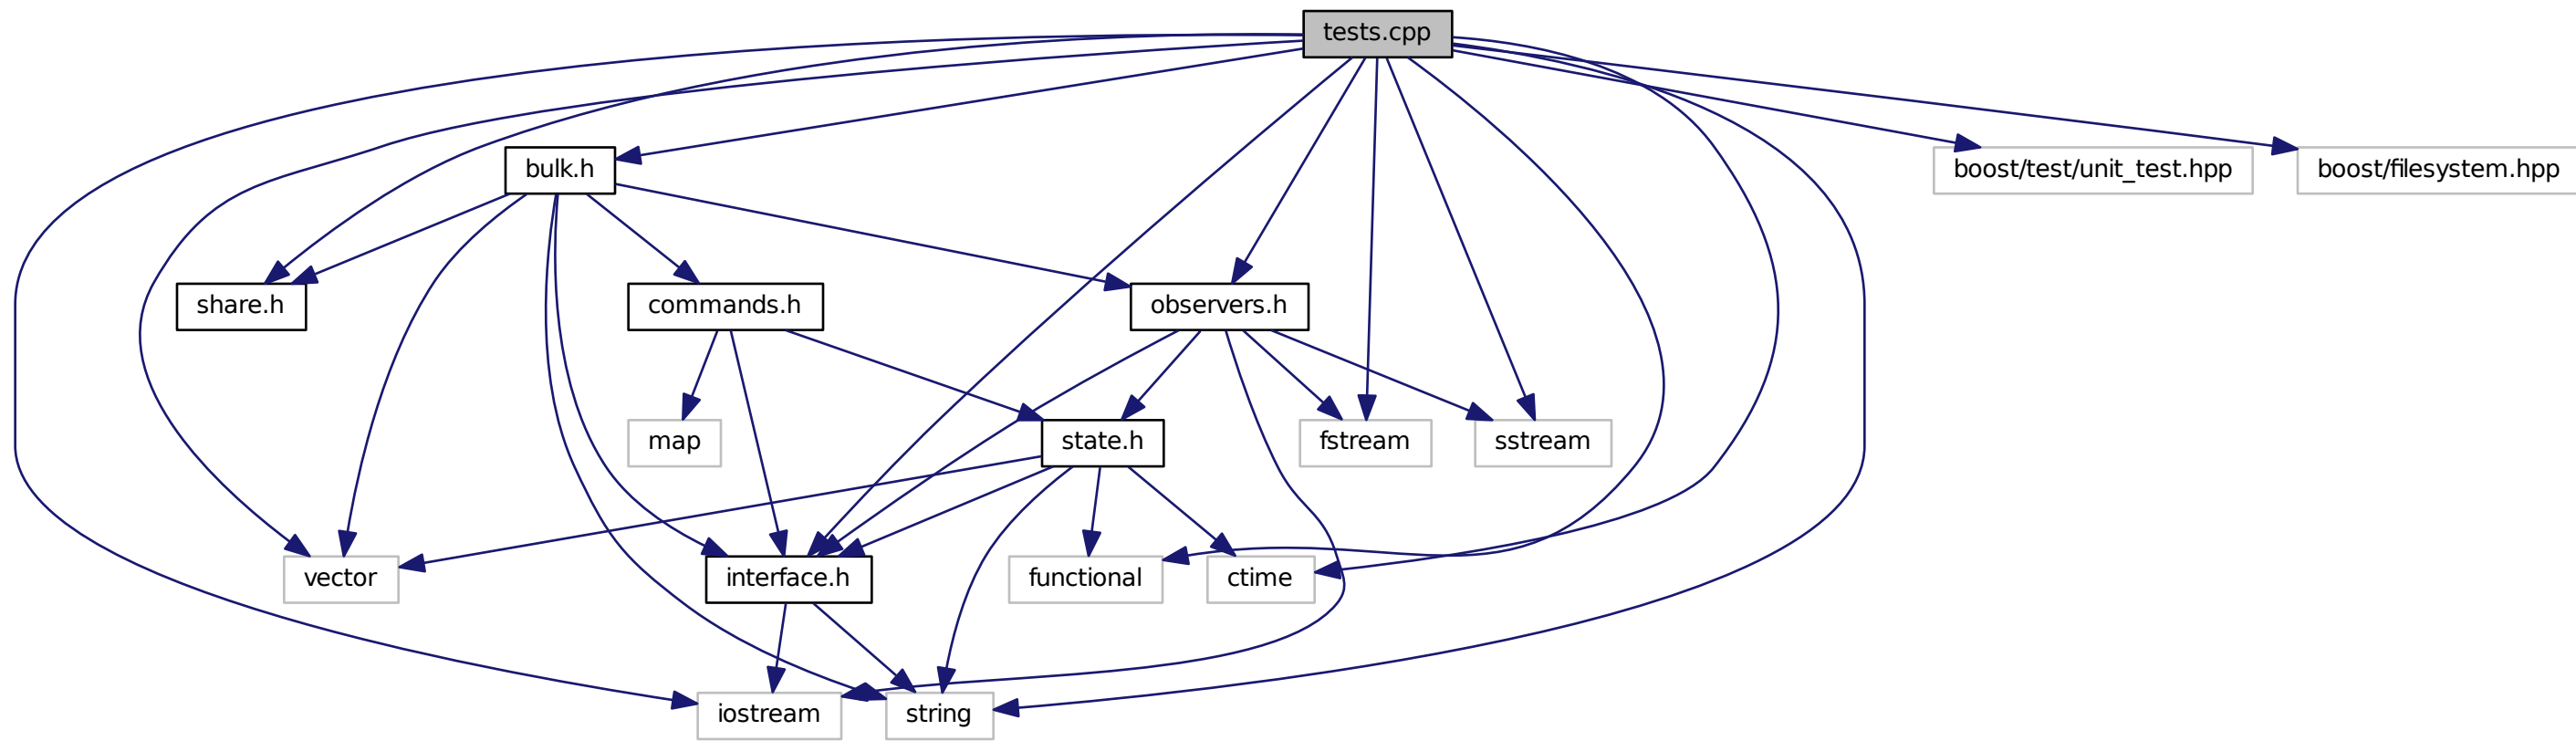 tests.cpp
bulk.h
boost/test/unit_test.hpp
boost/filesystem.hpp
share.h
commands.h
observers.h
map
state.h
fstream
sstream
vector
interface.h
functional
ctime
iostream
string